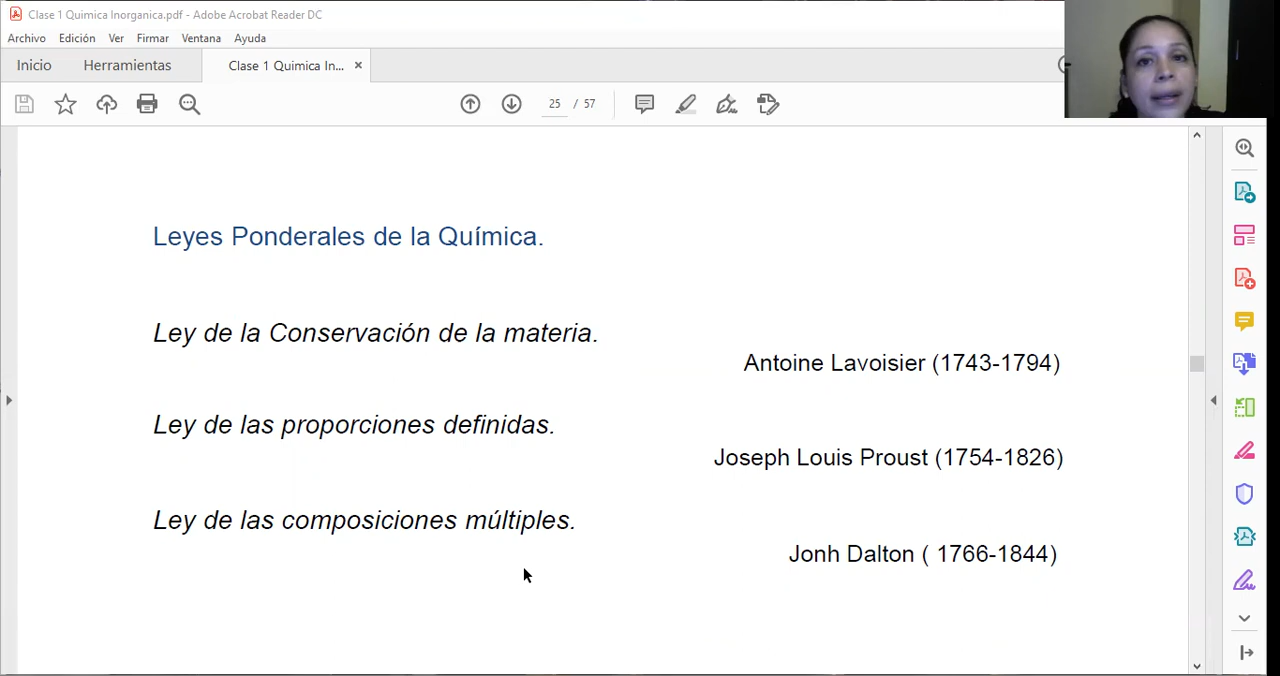 Clase 1 Quimica Inorganica.pdf - Adobe Acrobat Reader DC
Archivo Edición Ver Firmar Ventana Ayuda
Inicio Herramientas Clase 1 Quimica In... ×
25 / 57
Leyes Ponderales de la Química.
Ley de la Conservación de la materia.
Antoine Lavoisier (1743-1794)
Ley de las proporciones definidas.
Joseph Louis Proust (1754-1826)
Ley de las composiciones múltiples.
Jonh Dalton ( 1766-1844)